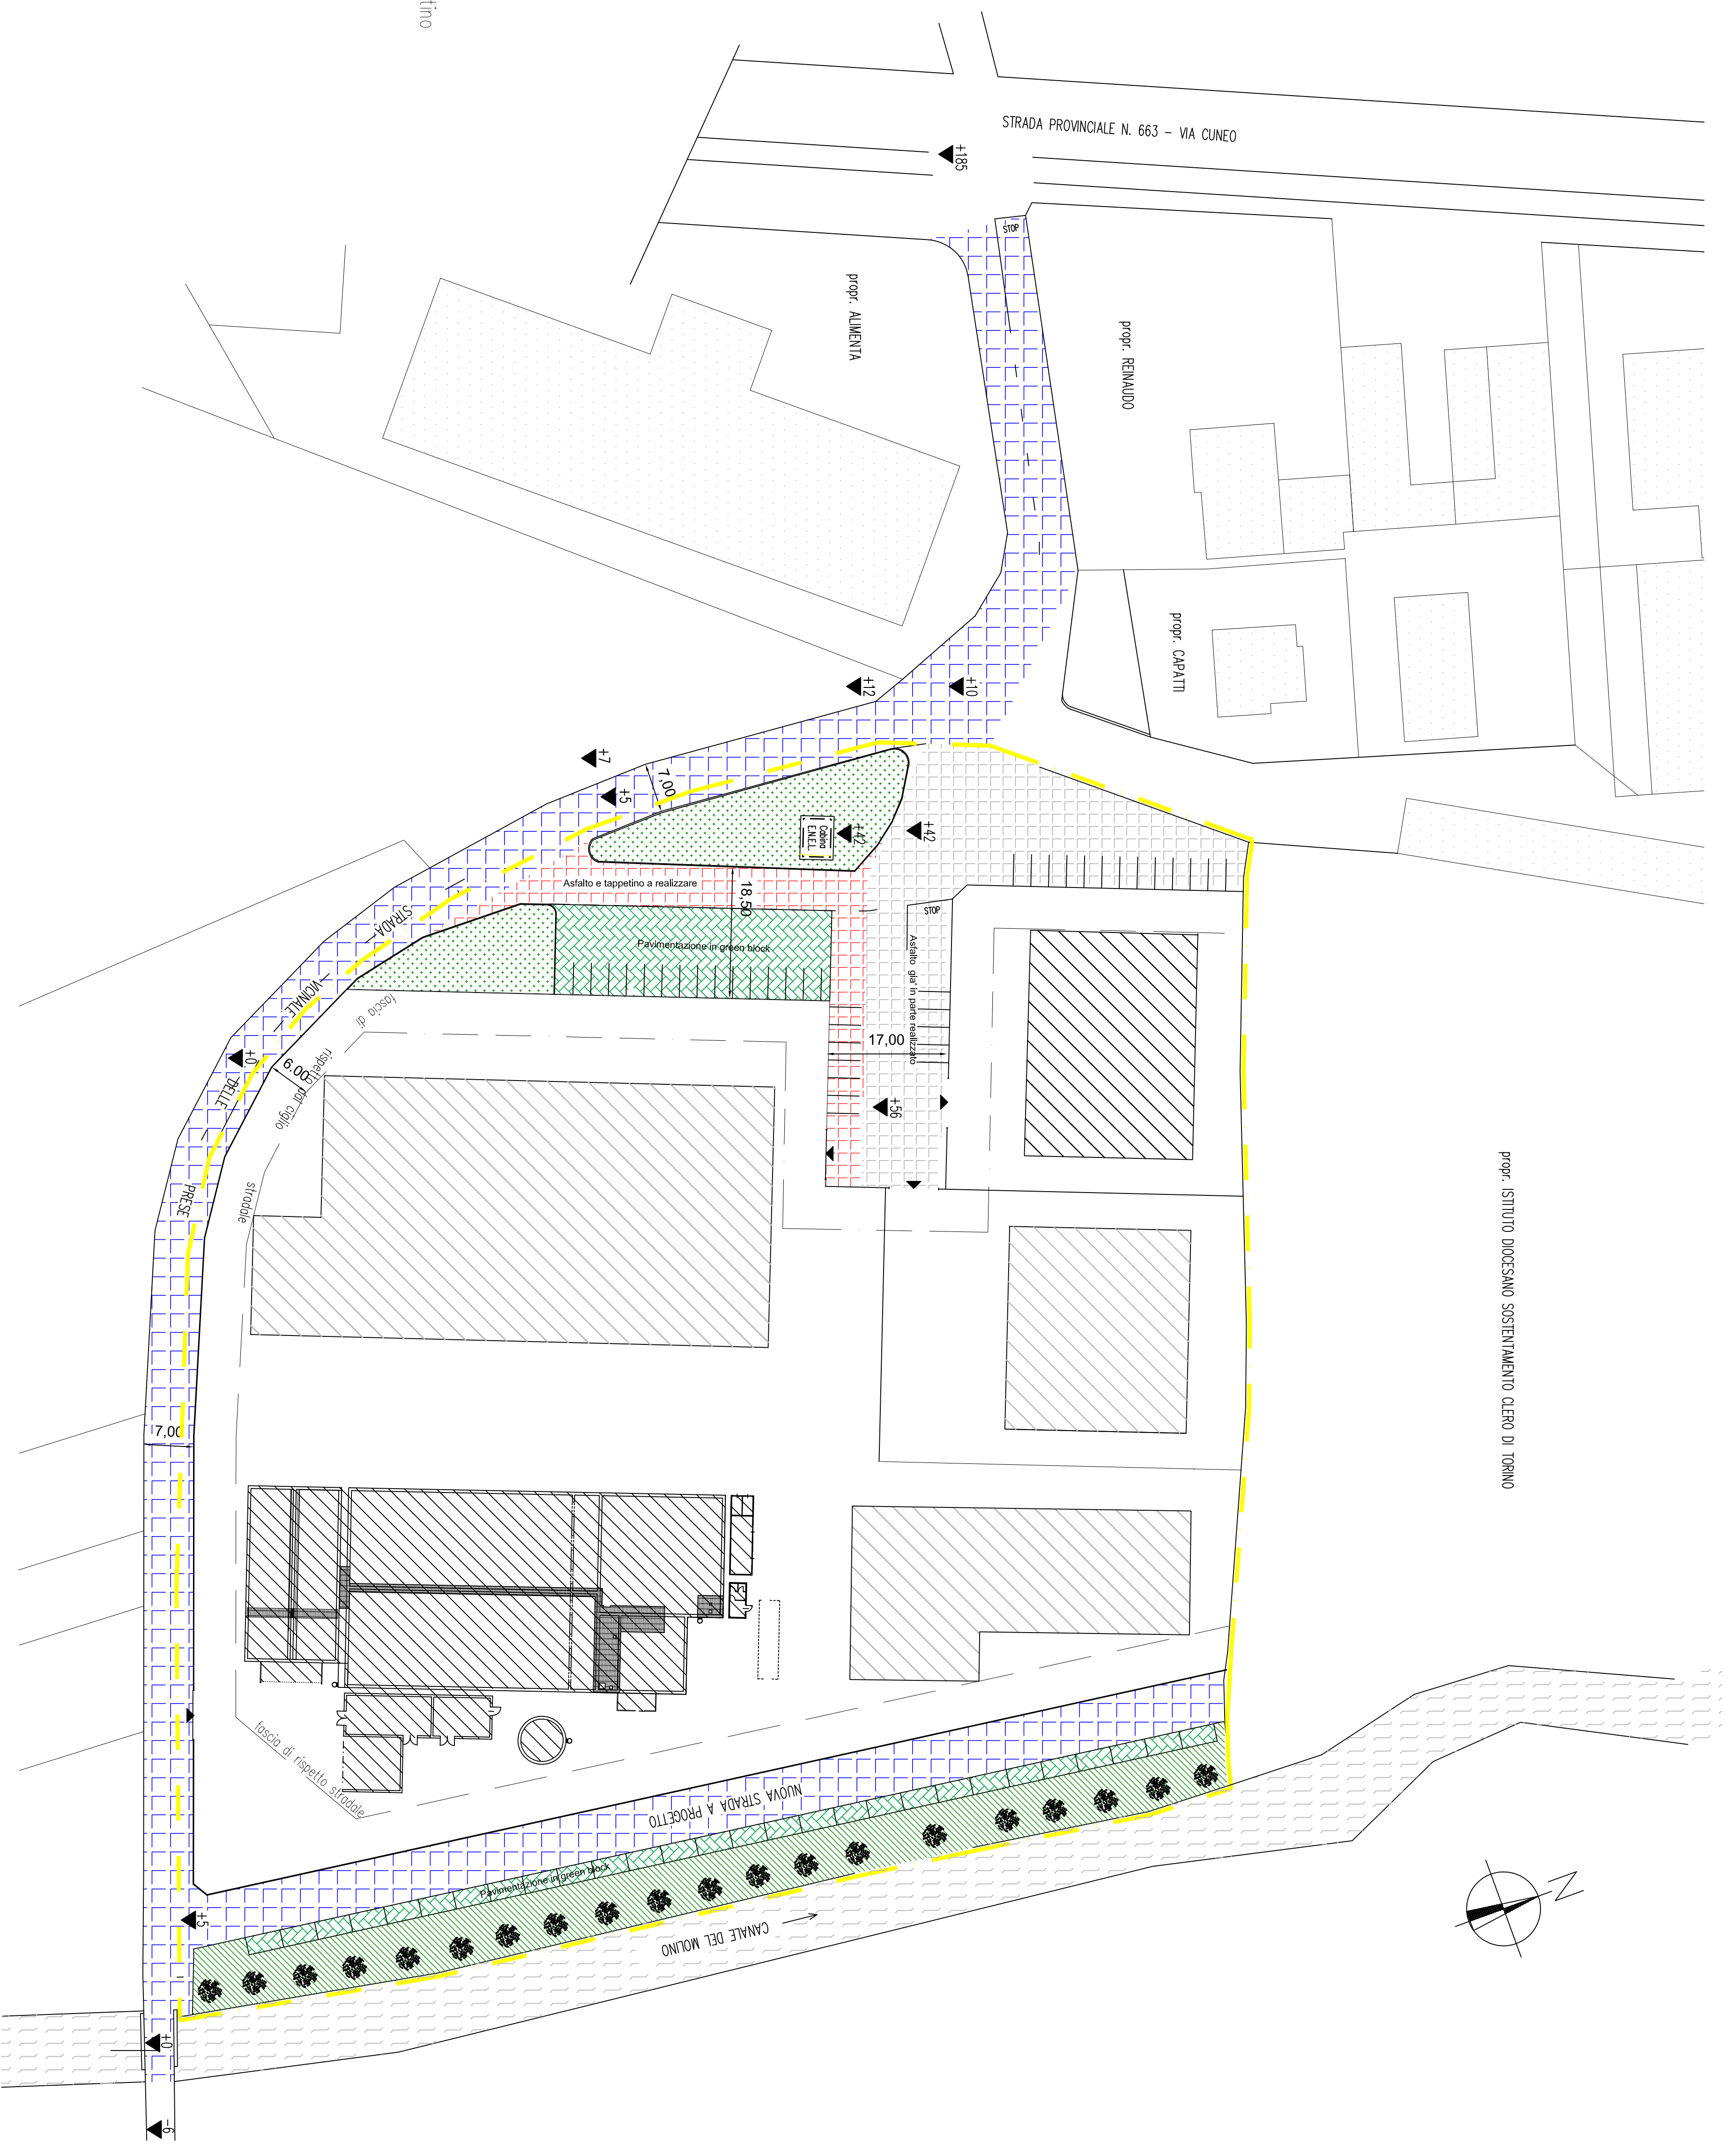 tino
STRADA PROVINCIALE N. 663 - VIA CUNEO
+185
STOP
propr. ALIMENTA
propr. REINAUDO
propr. CAPATTI
+12
+10
+7
7,00
+5
Cabina
E.N.E.L.
+42
+42
Asfalto e tappetino a realizzare
18,50
STOP
Pavimentazione in green block
Asfalto gia' in parte realizzato
17,00
+56
STRADA
VICINALE
DELLE
PRESE
fascia di
rispetto dal ciglio
stradale
+0
6.00
7,00
propr. ISTITUTO DIOCESANO SOSTENTAMENTO CLERO DI TORINO
fascia di rispetto stradale
NUOVA STRADA A PROGETTO
Pavimentazione in green block
CANALE DEL MOLINO
N
+5
+0
-6